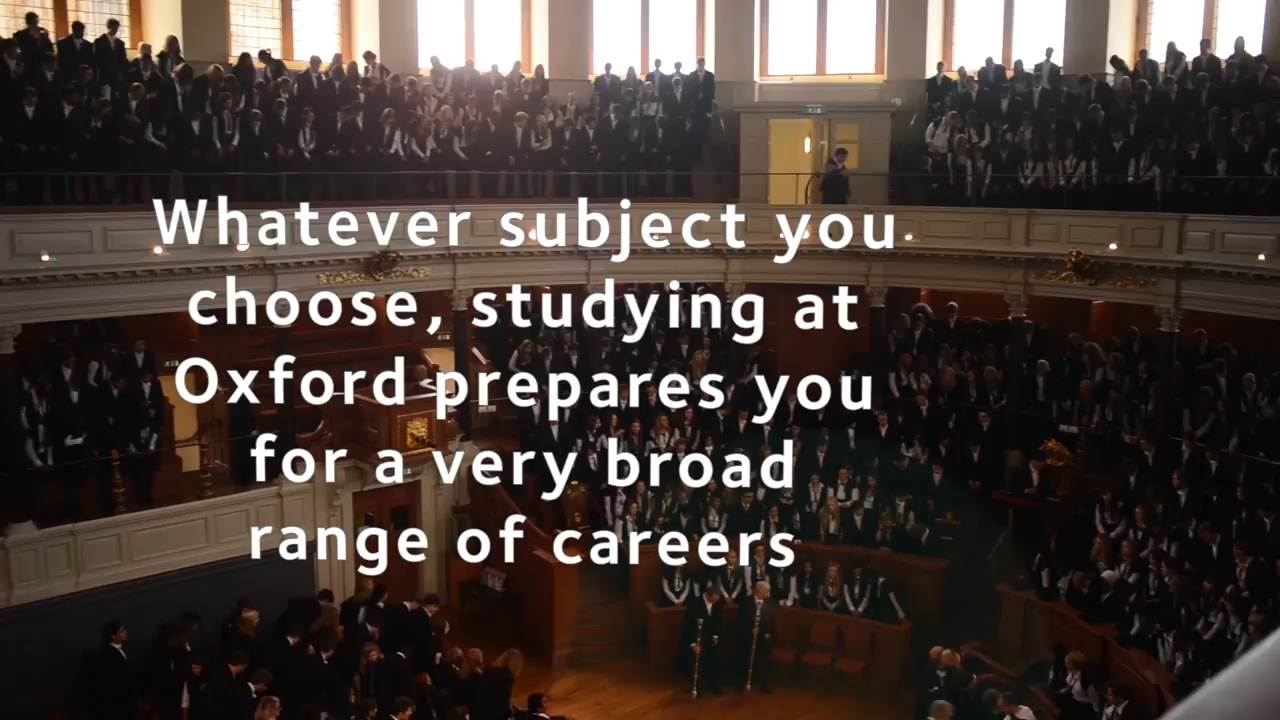 Whatever subject you
choose, studying at
Oxford prepares you
for a very broad
range of careers